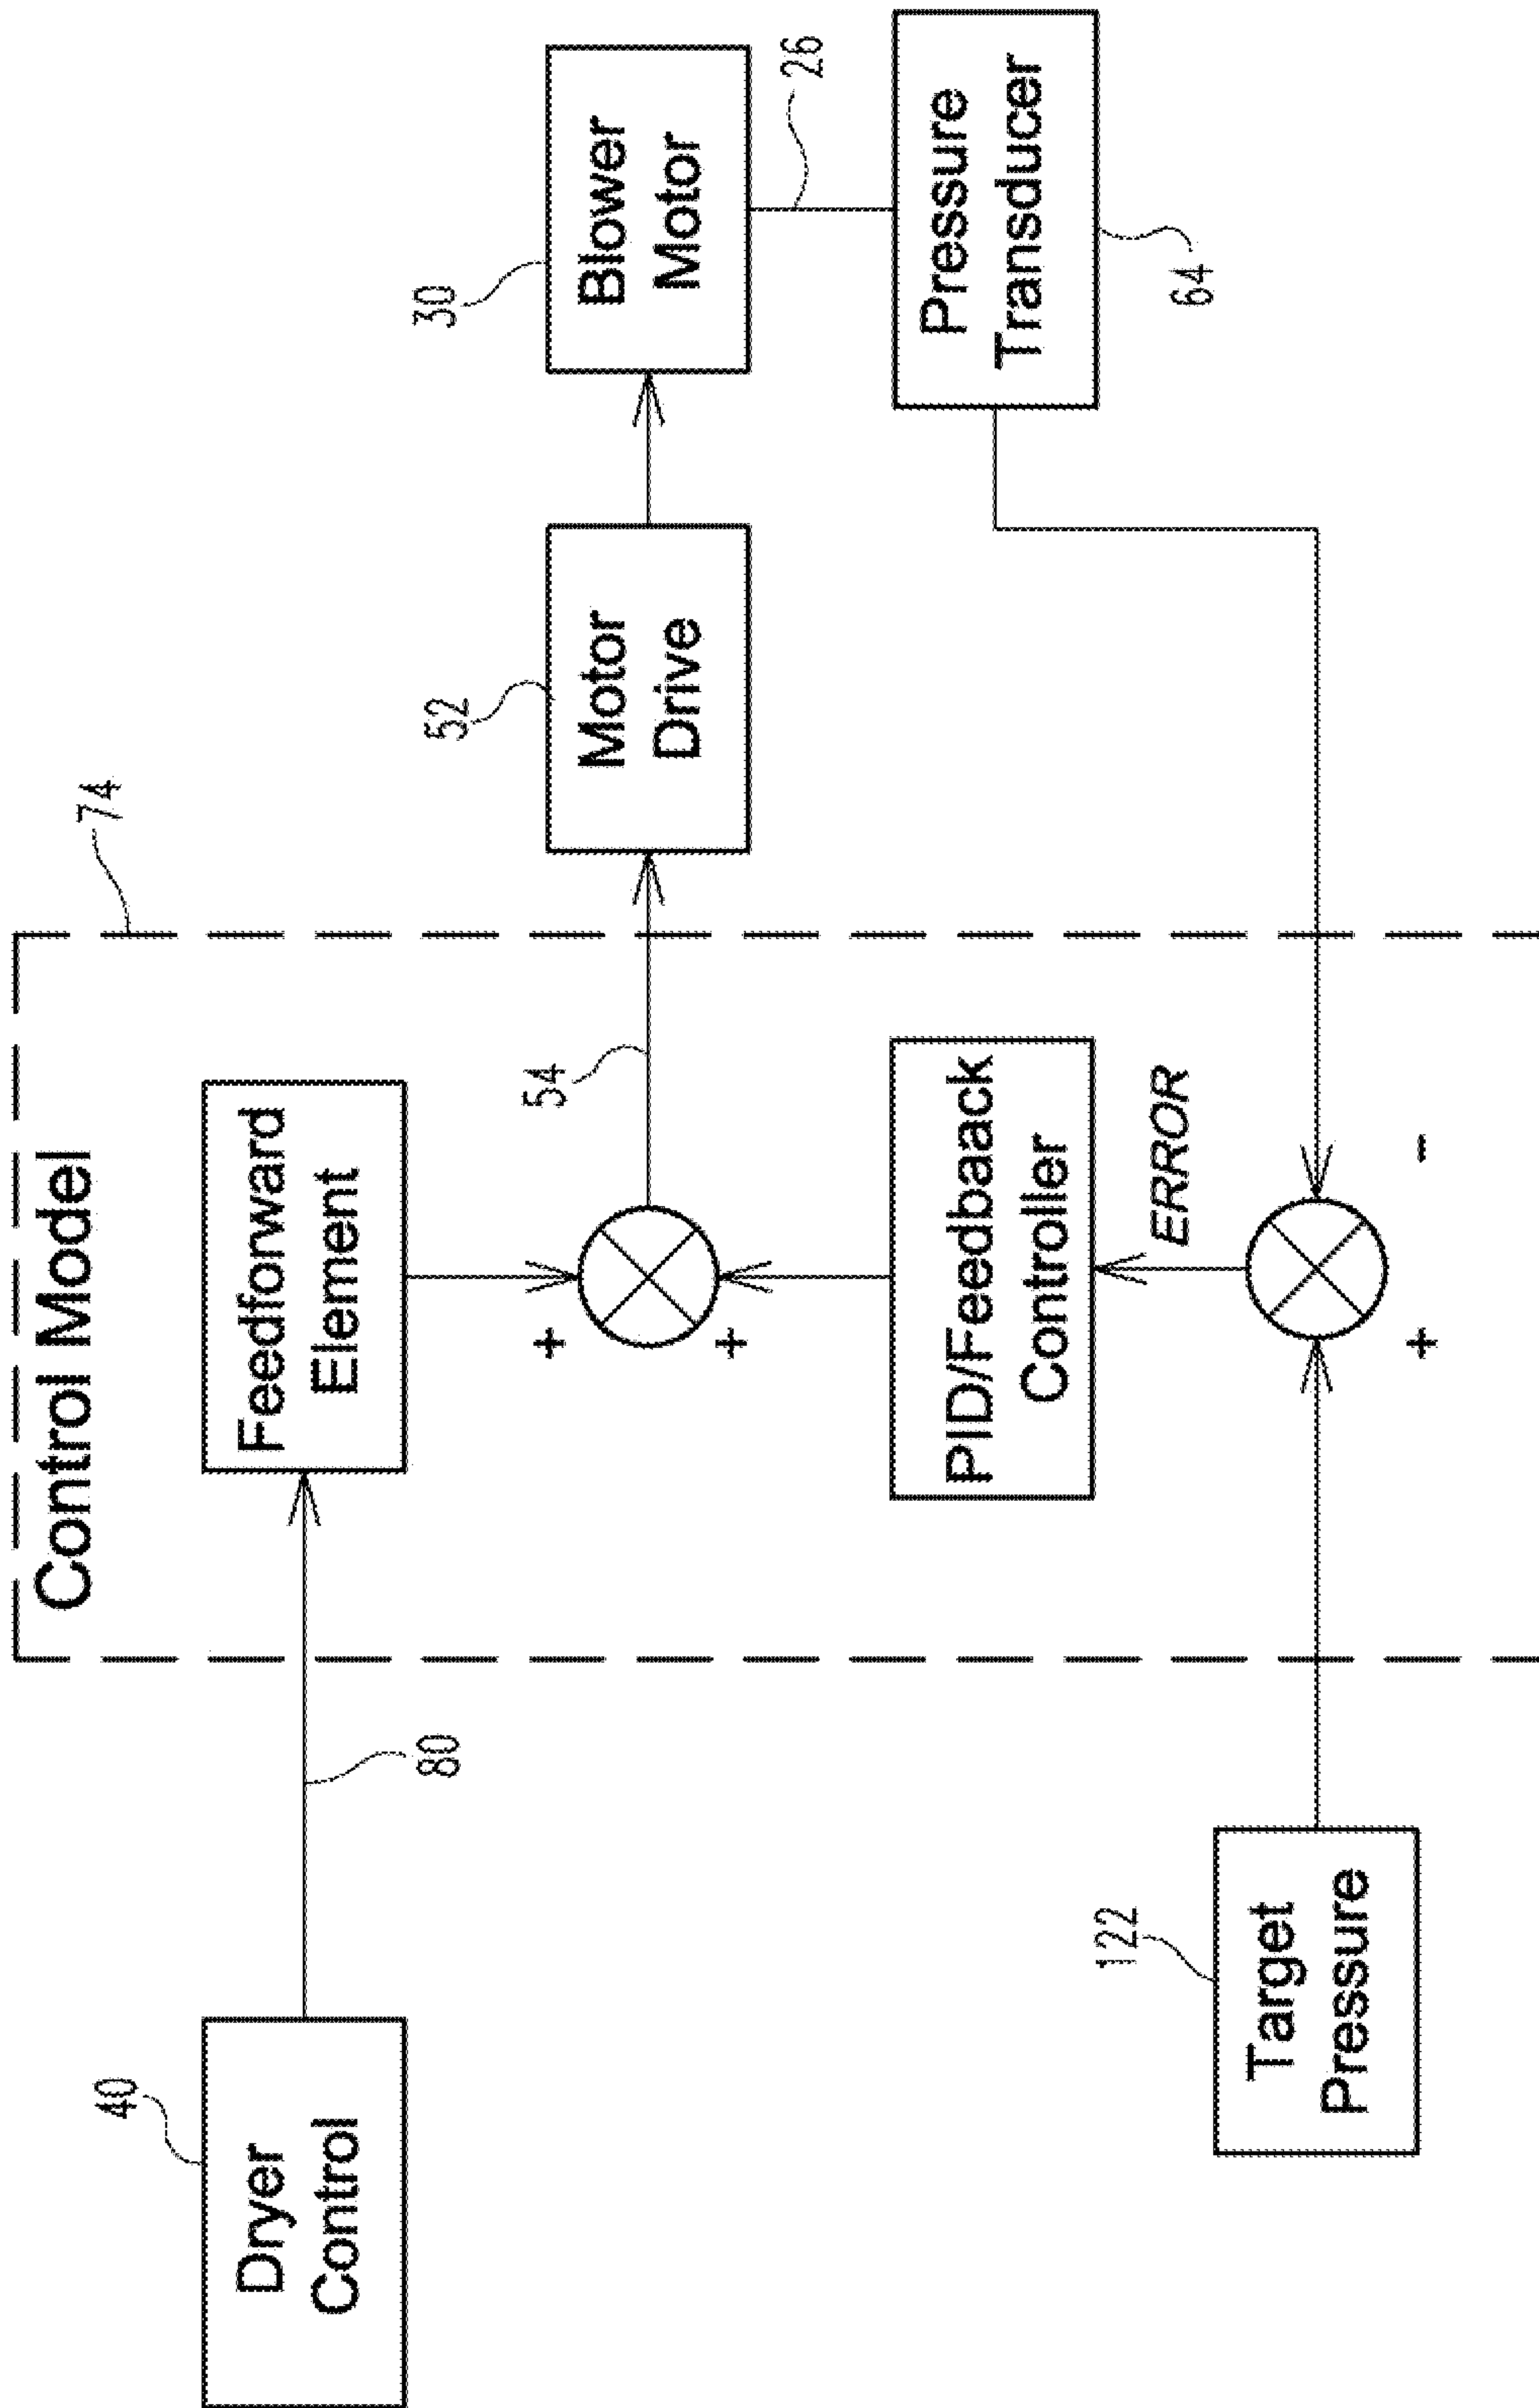 Control Model
74
40
Dryer
Control
80
Feedforward
Element
+
+
54
52
Motor
Drive
30
Blower
Motor
26
PID/Feedbaack
Controller
ERROR
Pressure
Transducer
64
122
Target
Pressure
+
-